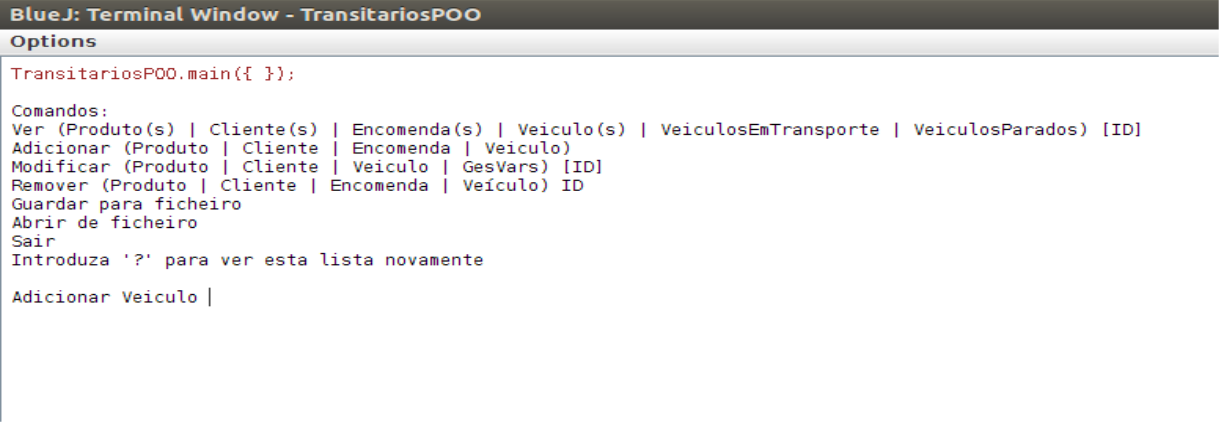 BlueJ: Terminal Window - TransitariosPOO
Options
TransitariosPOO.main({ });
Comandos:
Ver (Produto(s) | Cliente(s) | Encomenda(s) | Veiculo(s) | VeiculosEmTransporte | VeiculosParados) [ID]
Adicionar (Produto | Cliente | Encomenda | Veiculo)
Modificar (Produto | Cliente | Veiculo | GesVars) [ID]
Remover (Produto | Cliente | Encomenda | Veículo) ID
Guardar para ficheiro
Abrir de ficheiro
Sair
Introduza '?' para ver esta lista novamente
Adicionar Veiculo